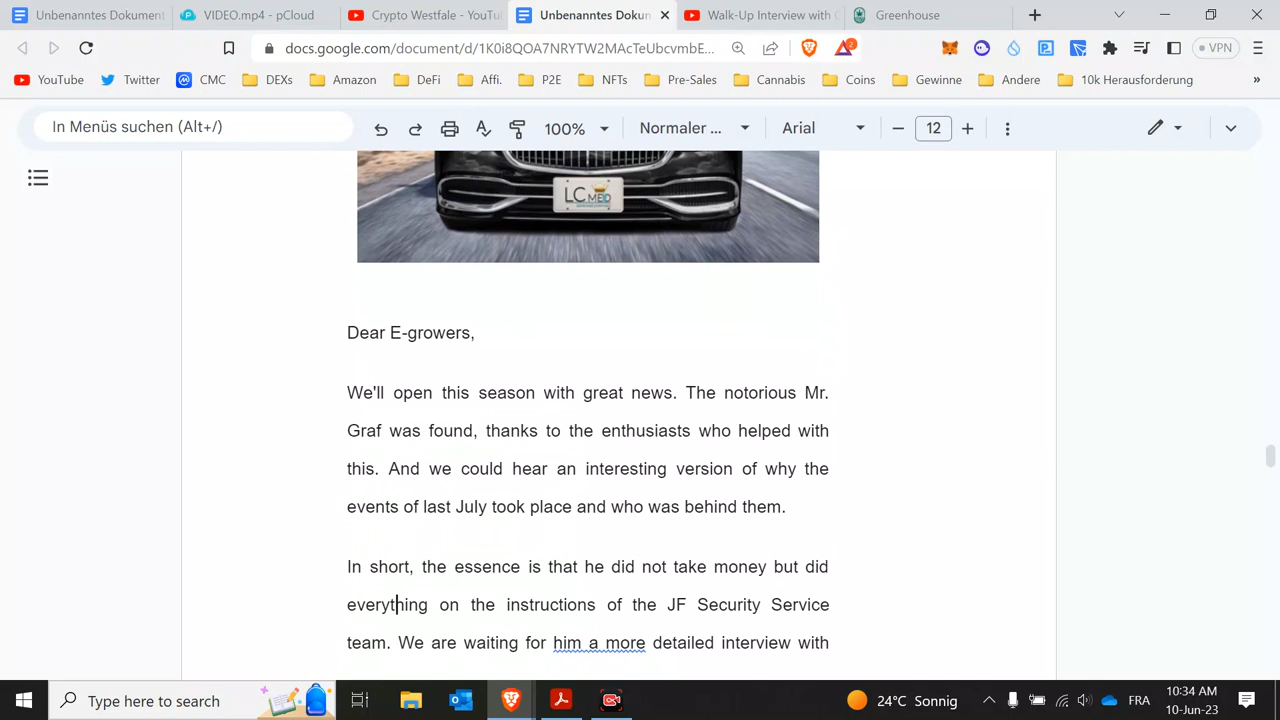 Unbenanntes Dokument
VIDEO.mp4 - pCloud
Crypto Westfale - YouTu
Unbenanntes Dokun
Walk-Up Interview with C
Greenhouse
docs.google.com/document/d/1K0i8QOA7NRYTW2MAcTeUbcvmbE...
2
VPN
YouTube
Twitter
CMC
DEXs
Amazon
DeFi
Affi.
P2E
NFTs
Pre-Sales
Cannabis
Coins
Gewinne
Andere
10k Herausforderung
»
In Menüs suchen (Alt+/)
100%
Normaler ...
Arial
12
LC MED
Dear E-growers,
We'll open this season with great news. The notorious Mr.
Graf was found, thanks to the enthusiasts who helped with
this. And we could hear an interesting version of why the
events of last July took place and who was behind them.
In short, the essence is that he did not take money but did
everything on the instructions of the JF Security Service
team. We are waiting for him a more detailed interview with
Type here to search
24°C Sonnig
FRA
10:34 AM
10-Jun-23